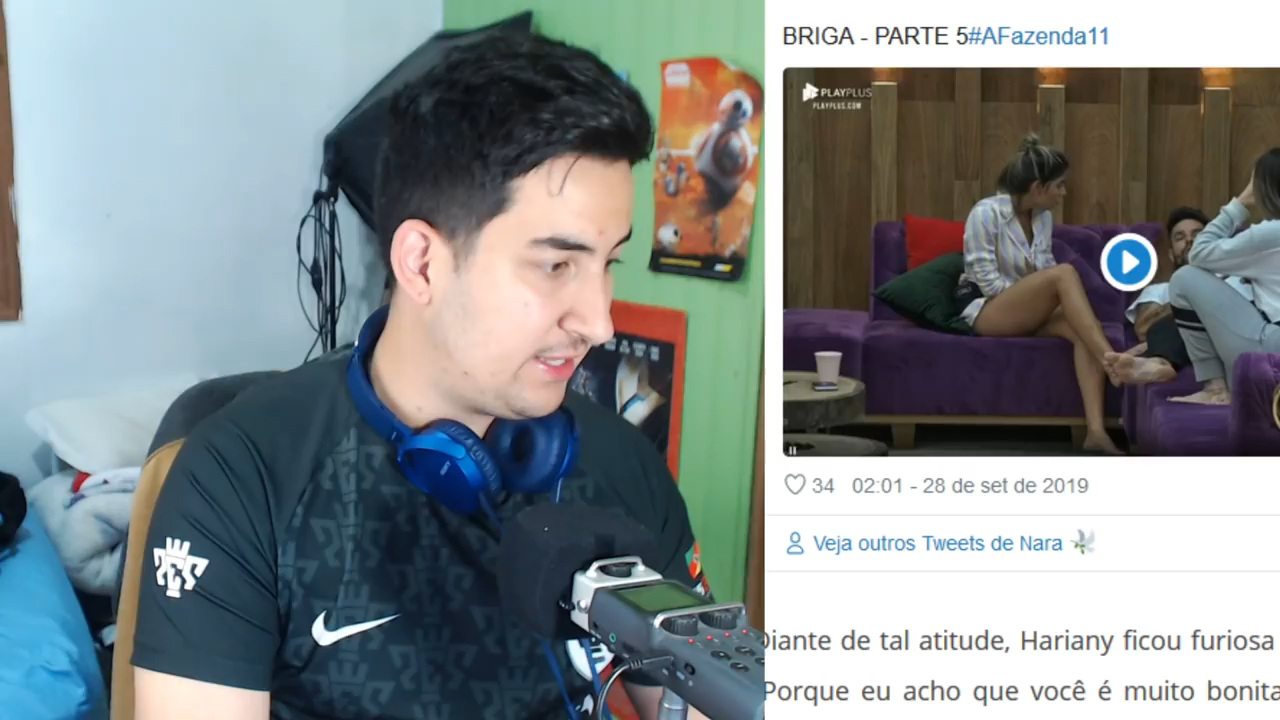 BRIGA - PARTE 5#AFazenda11
PLAYPLUS
PLAYPLUS.COM
34 02:01 - 28 de set de 2019
Veja outros Tweets de Nara
Diante de tal atitude, Hariany ficou furiosa
Porque eu acho que você é muito bonita